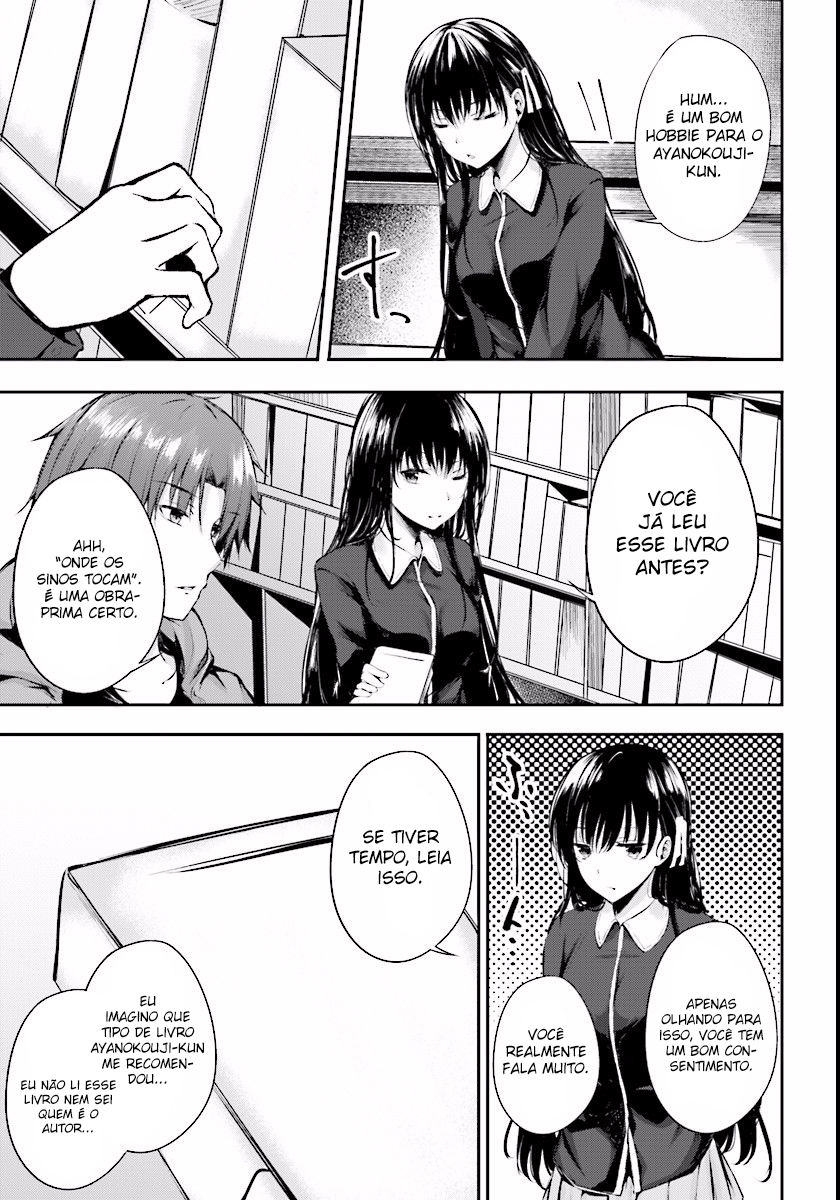 HUM...
É UM BOM
HOBBIE PARA O
AYANOKOUJI-
KUN.
す、
VOCÊ
JÁ LEU
ESSE LIVRO
ANTES?
AHH,
"ONDE OS
SINOS TOCAM".
É UMA OBRA-
PRIMA CERTO.
APENAS
OLHANDO PARA
ISSO, VOCÊ TEM
UM BOM CON-
SENTIMENTO.
VOCÊ
REALMENTE
FALA MUITO.
SE TIVER
TEMPO, LEIA
ISSO.
EU
IMAGINO QUE
TIPO DE LIVRO
AYANOKOUJI-KUN
ME RECOMEN-
DOU...
EU NÃO LI ESSE
LIVRO NEM SEI
QUEM É O
AUTOR...